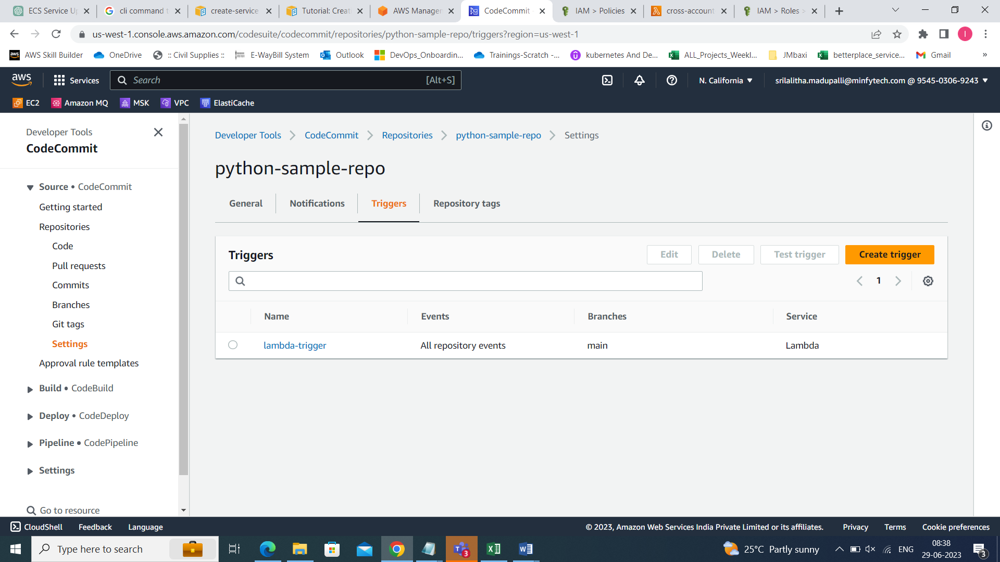 ECS Service Up
cli command t
create-service
Tutorial: Creat
AWS Manager
CodeCommit
IAM > Policies
cross-account
IAM > Roles >
us-west-1.console.aws.amazon.com/codesuite/codecommit/repositories/python-sample-repo/triggers?region=us-west-1
AWS Skill Builder
OneDrive
:: Civil Supplies ::
E-WayBill System
Outlook
DevOps_Onboardin...
Trainings-Scratch -...
kubernetes And De...
ALL_Projects_Weekl...
JMbaxi
betterplace_service...
Gmail
»
aws
Services
Search
[Alt+S]
N. California
srilalitha.madupalli@minfytech.com @ 9545-0306-9243
EC2
Amazon MQ
MSK
VPC
ElastiCache
Developer Tools
CodeCommit
Source • CodeCommit
Getting started
Repositories
Code
Pull requests
Commits
Branches
Git tags
Settings
Approval rule templates
Build • CodeBuild
Deploy • CodeDeploy
Pipeline • CodePipeline
Settings
Go to resource
Developer Tools
CodeCommit
Repositories
python-sample-repo
Settings
python-sample-repo
General
Notifications
Triggers
Repository tags
Triggers
Edit
Delete
Test trigger
Create trigger
1
Name
Events
Branches
Service
lambda-trigger
All repository events
main
Lambda
CloudShell
Feedback
Language
© 2023, Amazon Web Services India Private Limited or its affiliates.
Privacy
Terms
Cookie preferences
Type here to search
3
25°C Partly sunny
ENG
08:38
29-06-2023
3